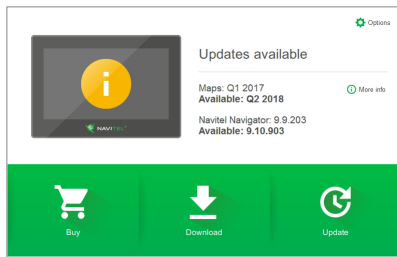 Options
Updates available
Maps: Q1 2017
Available: Q2 2018
More info
Navitel Navigator: 9.9.203
Available: 9.10.903
NAVITEL
Buy
Download
Update